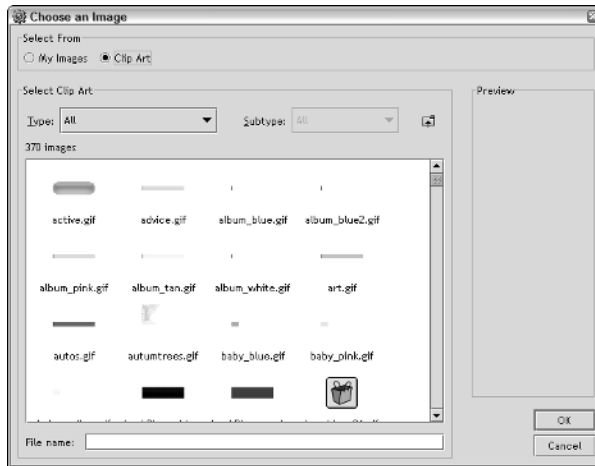 Choose an Image
Select From
My Images Clip Art
Select Clip Art
Preview
Type: All Subtype: All
370 images
active.gif advice.gif album_blue.gif album_blue2.gif
album_pink.gif album_tan.gif album_white.gif art.gif
autos.gif autumtrees.gif baby_blue.gif baby_pink.gif
OK
File name:
Cancel